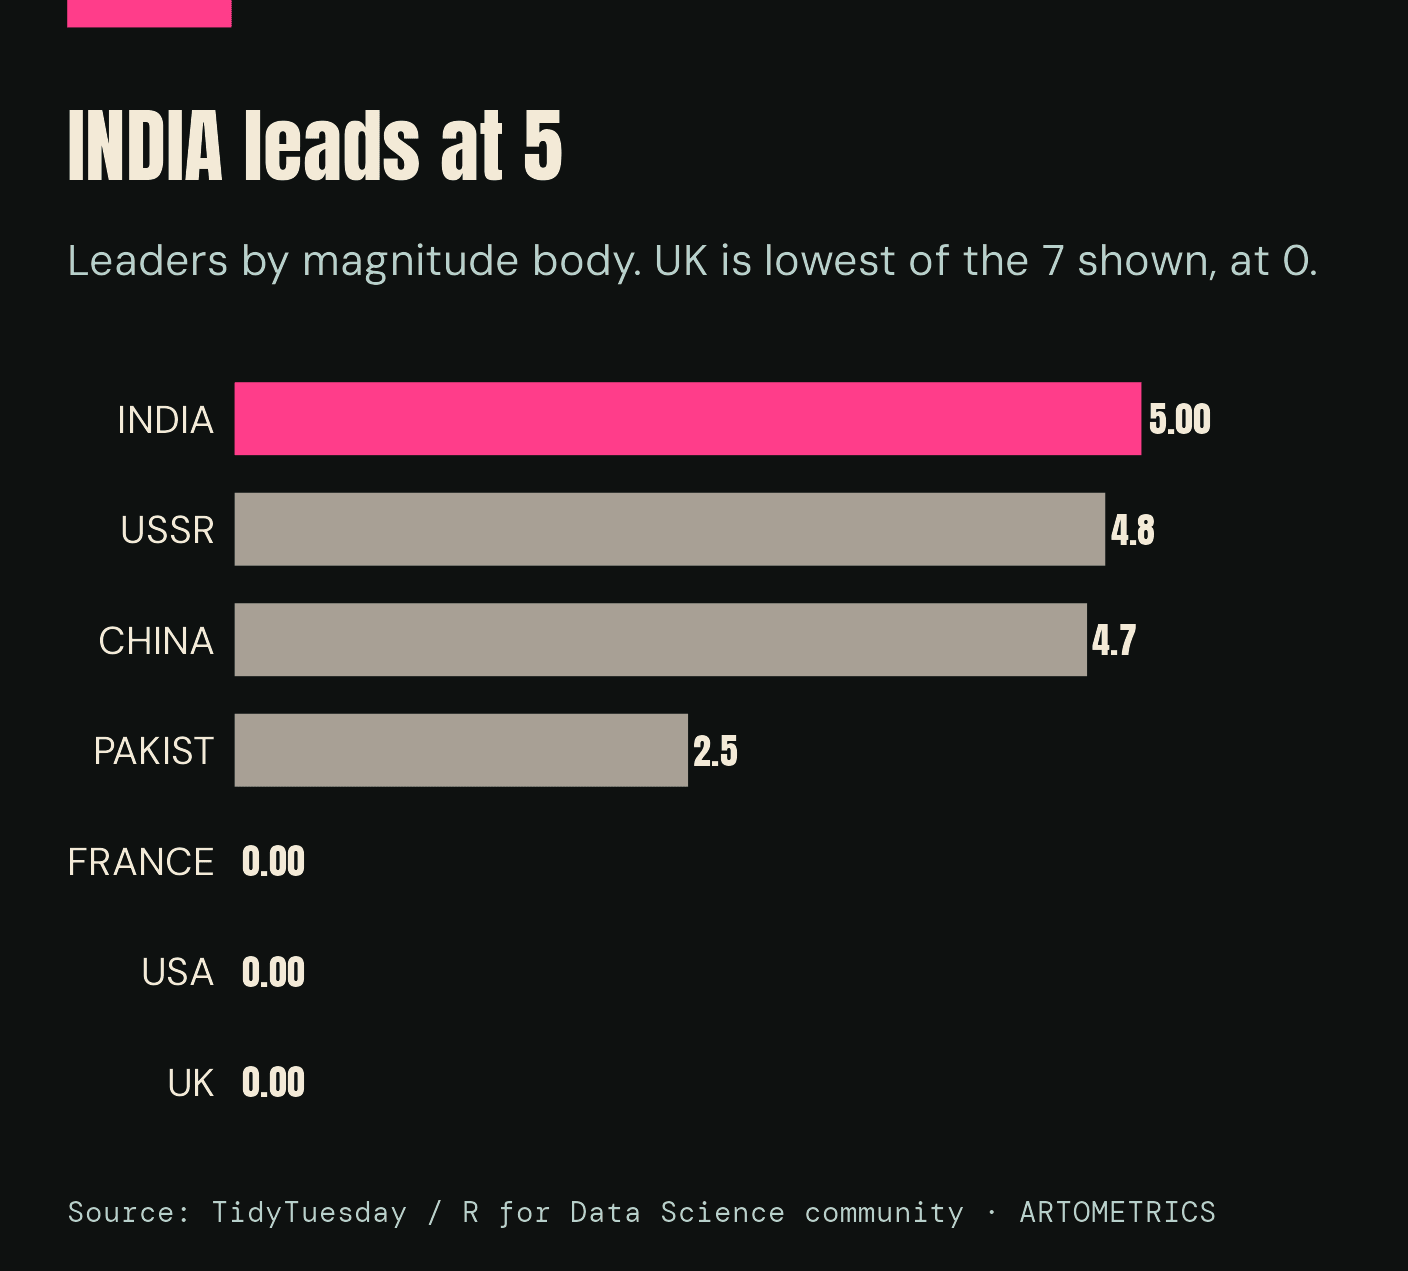 INDIA leads at 5
Leaders by magnitude body. UK is lowest of the 7 shown, at 0.
INDIA 5.00
USSR 4.8
CHINA 4.7
PAKIST 2.5
FRANCE 0.00
USA 0.00
UK 0.00
Source: TidyTuesday / R for Data Science community · ARTOMETRICS